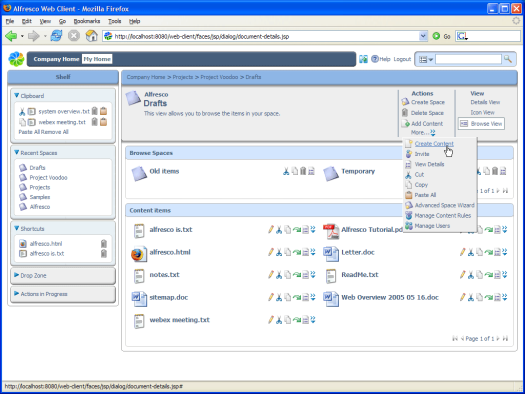 Alfresco Web Client - Mozilla Firefox
File Edit View Go Bookmarks Tools Help
http://localhost:8080/web-client/faces/jsp/dialog/document-details.jsp
Go
Company Home My Home
Help Logout
Shelf
Company Home > Projects > Project Voodoo > Drafts
Clipboard
system overview.txt
webex meeting.txt
Paste All Remove All
Recent Spaces
Drafts
Project Voodoo
Projects
Samples
Alfresco
Shortcuts
alfresco.html
alfresco is.txt
Drop Zone
Actions in Progress
Alfresco
Drafts
This view allows you to browse the items in your space.
Actions
Create Space
Delete Space
Add Content
More...
View
Details View
Icon View
Browse View
Create Content
Invite
View Details
Cut
Copy
Paste All
Advanced Space Wizard
Manage Content Rules
Manage Users
Browse Spaces
Old items
Temporary
1 of 1
Content items
alfresco is.txt
Alfresco Tutorial.pd
alfresco.html
Letter.doc
notes.txt
ReadMe.txt
sitemap.doc
Web Overview 2005 05 16.doc
webex meeting.txt
Page 1 of 1
http://localhost:8080/web-client/faces/jsp/dialog/document-details.jsp#